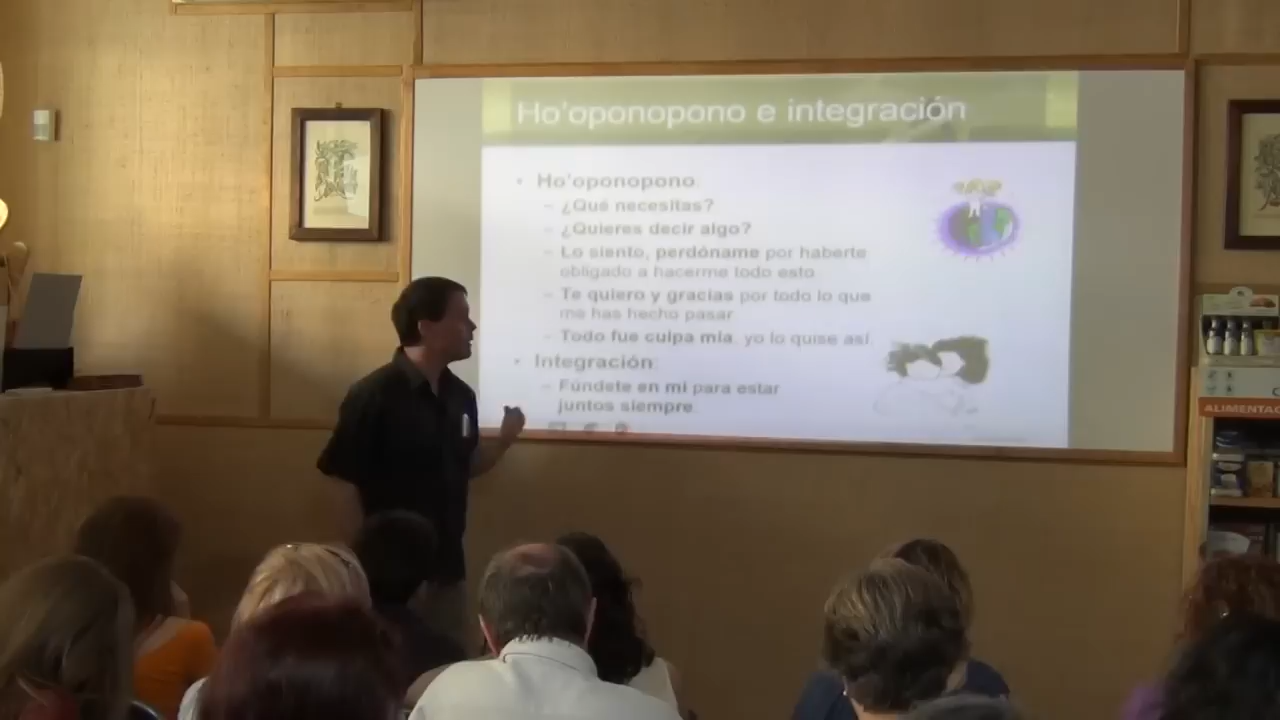 Ho'oponopono e integración
• Ho'oponopono:
– ¿Qué necesitas?
– ¿Quieres decir algo?
– Lo siento, perdóname por haberte
obligado a hacerme todo esto
– Te quiero y gracias por todo lo que
me has hecho pasar
– Todo fue culpa mía, yo lo quise así.
• Integración:
– Fúndete en mí para estar
juntos siempre.
ALIMENTAC